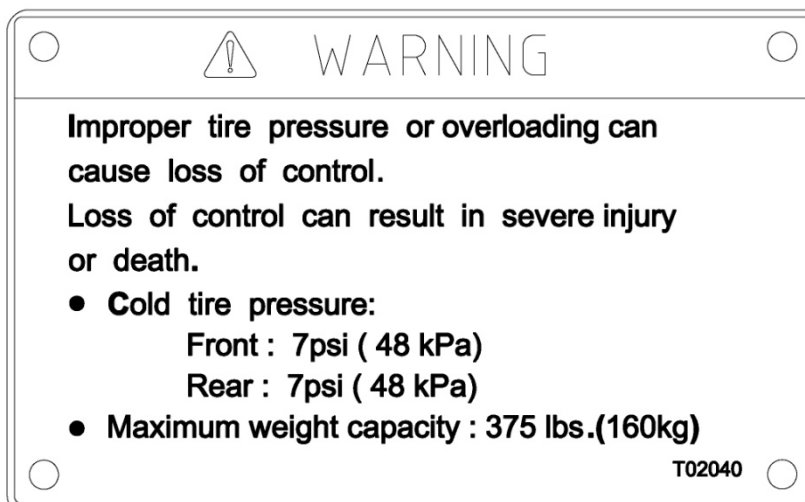 WARNING
Improper tire pressure or overloading can
cause loss of control.
Loss of control can result in severe injury
or death.
● Cold tire pressure:
Front : 7psi ( 48 kPa)
Rear : 7psi ( 48 kPa)
● Maximum weight capacity : 375 lbs.(160kg)
T02040